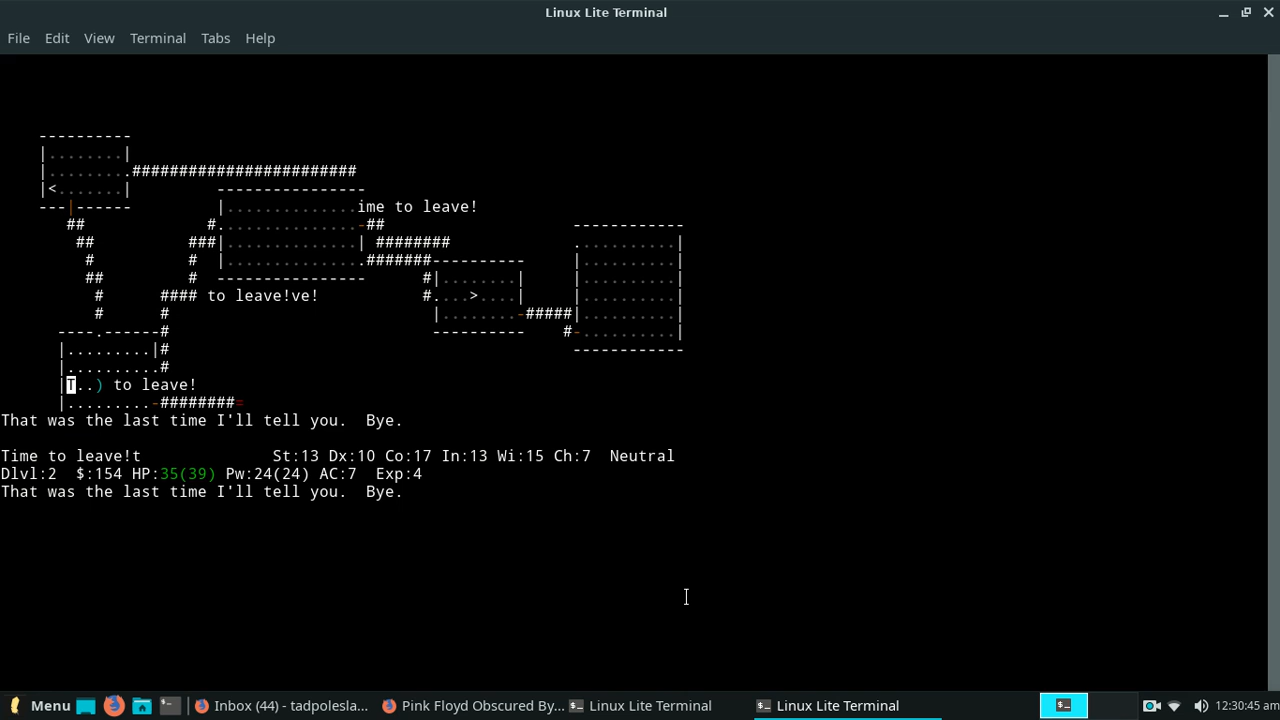 Linux Lite Terminal
File Edit View Terminal Tabs Help
----------
|........|
|.........########################
|<.......| ----------------
---|------ |..............ime to leave!
## #...............-## ------------
## ###|..............| ######## ...........|
# # |...............#######---------- |..........|
## # ---------------- #|........| |..........|
# #### to leave!ve! #....>....| |..........|
# # |........-#####|..........|
----.------# ---------- #-..........|
|.........|# ------------
|..........#
|T..) to leave!
|.........-########=
That was the last time I'll tell you. Bye.
Time to leave!t St:13 Dx:10 Co:17 In:13 Wi:15 Ch:7 Neutral
Dlvl:2 $:154 HP:35(39) Pw:24(24) AC:7 Exp:4
That was the last time I'll tell you. Bye.
Menu Inbox (44) - tadpolesla... Pink Floyd Obscured By... Linux Lite Terminal Linux Lite Terminal 12:30:45 am